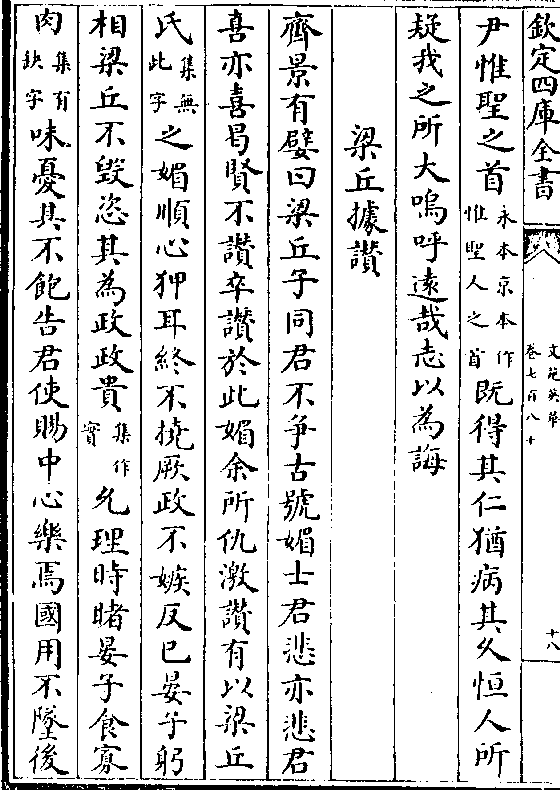 欽定四庫全書
文苑英華
卷七百八十
十八
尹惟聖之首永本京本作惟聖人之首既得其仁猶病其久恒人所
疑我之所大嗚呼遠哉志以為誨
梁丘據讃
齊景有嬖曰梁丘子同君不爭古號媚士君悲亦悲君
喜亦喜曷賢不讃卒讃於此媚余所仇激讃有以梁丘
氏集無此字之媚順心狎耳終不撓厥政不嫉反已晏子躬
相梁丘不毀恣其為政政貴集作實允理時睹晏子食寡
肉集有缺字味憂其不飽告君使賜中心樂焉國用不墜後